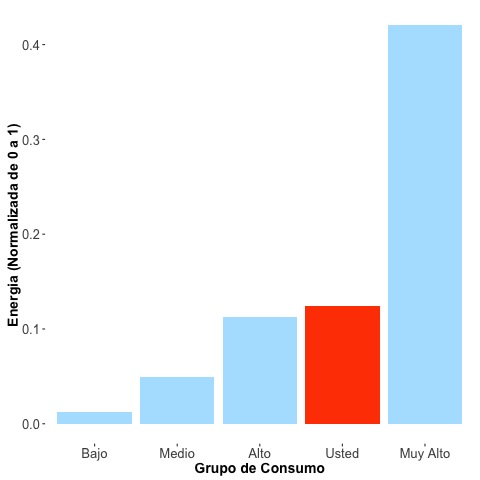 Energia (Normalizada de 0 a 1)
0.4
0.3
0.2
0.1
0.0
Bajo Medio Alto Usted Muy Alto
Grupo de Consumo